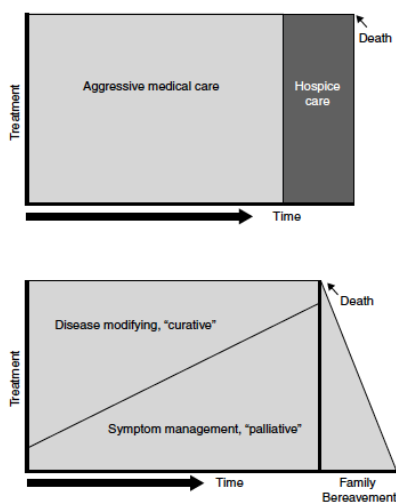 Death
Aggressive medical care
Hospice
care
Treatment
Time
Death
Disease modifying, “curative”
Symptom management, “palliative”
Treatment
Time
Family
Bereavement